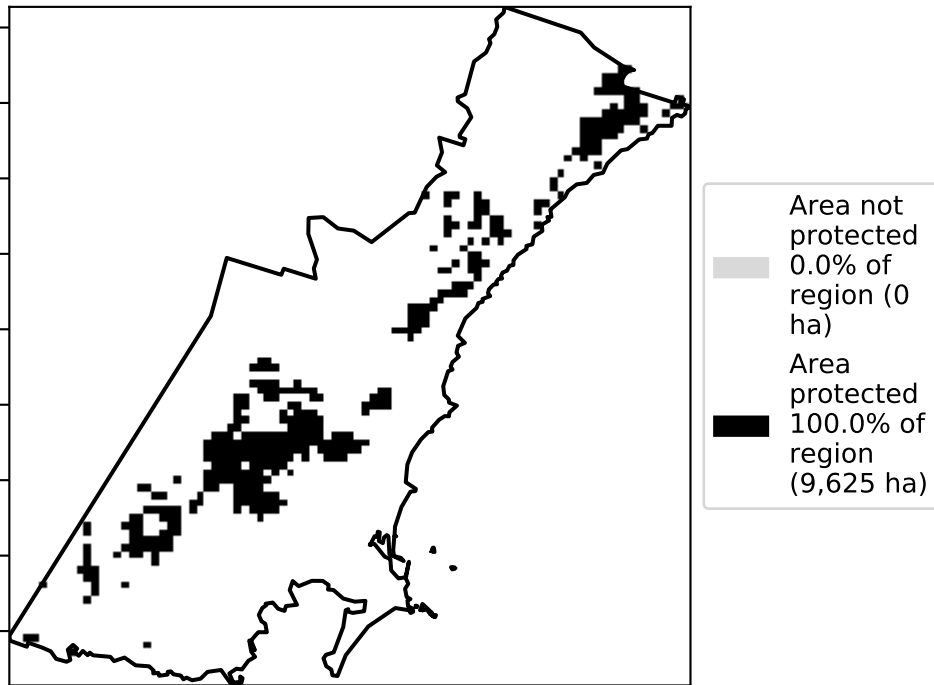 Area not
protected
0.0% of
region (0
ha)
Area
protected
100.0% of
region
(9,625 ha)